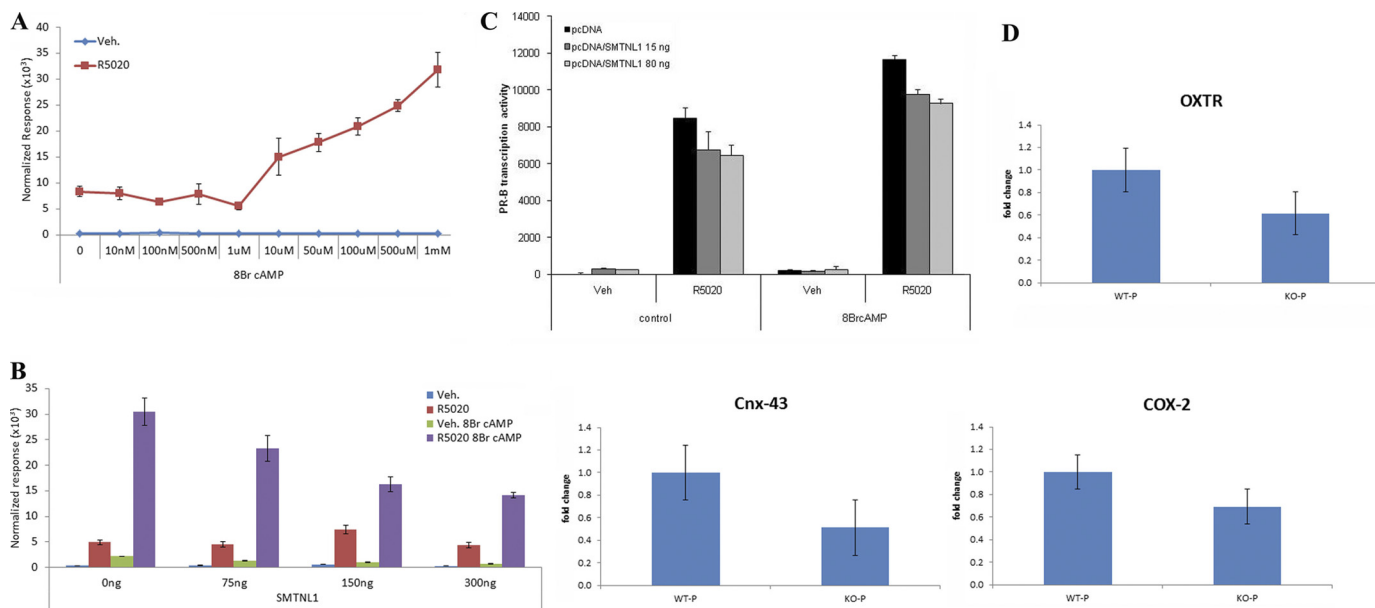 A
Veh.
R5020
Normalized Response (x10³)
40
35
30
25
20
15
10
5
0
0 10nM 100nM 500nM 1uM 10uM 50uM 100uM 500uM 1mM
8Br cAMP
C
pcDNA
pcDNA/SMTNL1 15 ng
pcDNA/SMTNL1 80 ng
PR.B transcription activity
14000
12000
10000
8000
6000
4000
2000
0
Veh R5020 Veh R5020
control 8BrcAMP
D
OXTR
fold change
1.4
1.2
1.0
0.8
0.6
0.4
0.2
0.0
WT-P KO-P
B
Veh.
R5020
Veh. 8Br cAMP
R5020 8Br cAMP
Normalized response (x10³)
35
30
25
20
15
10
5
0
0ng 75ng 150ng 300ng
SMTNL1
Cnx-43
fold change
1.4
1.2
1.0
0.8
0.6
0.4
0.2
0.0
WT-P KO-P
COX-2
fold change
1.4
1.2
1.0
0.8
0.6
0.4
0.2
0.0
WT-P KO-P